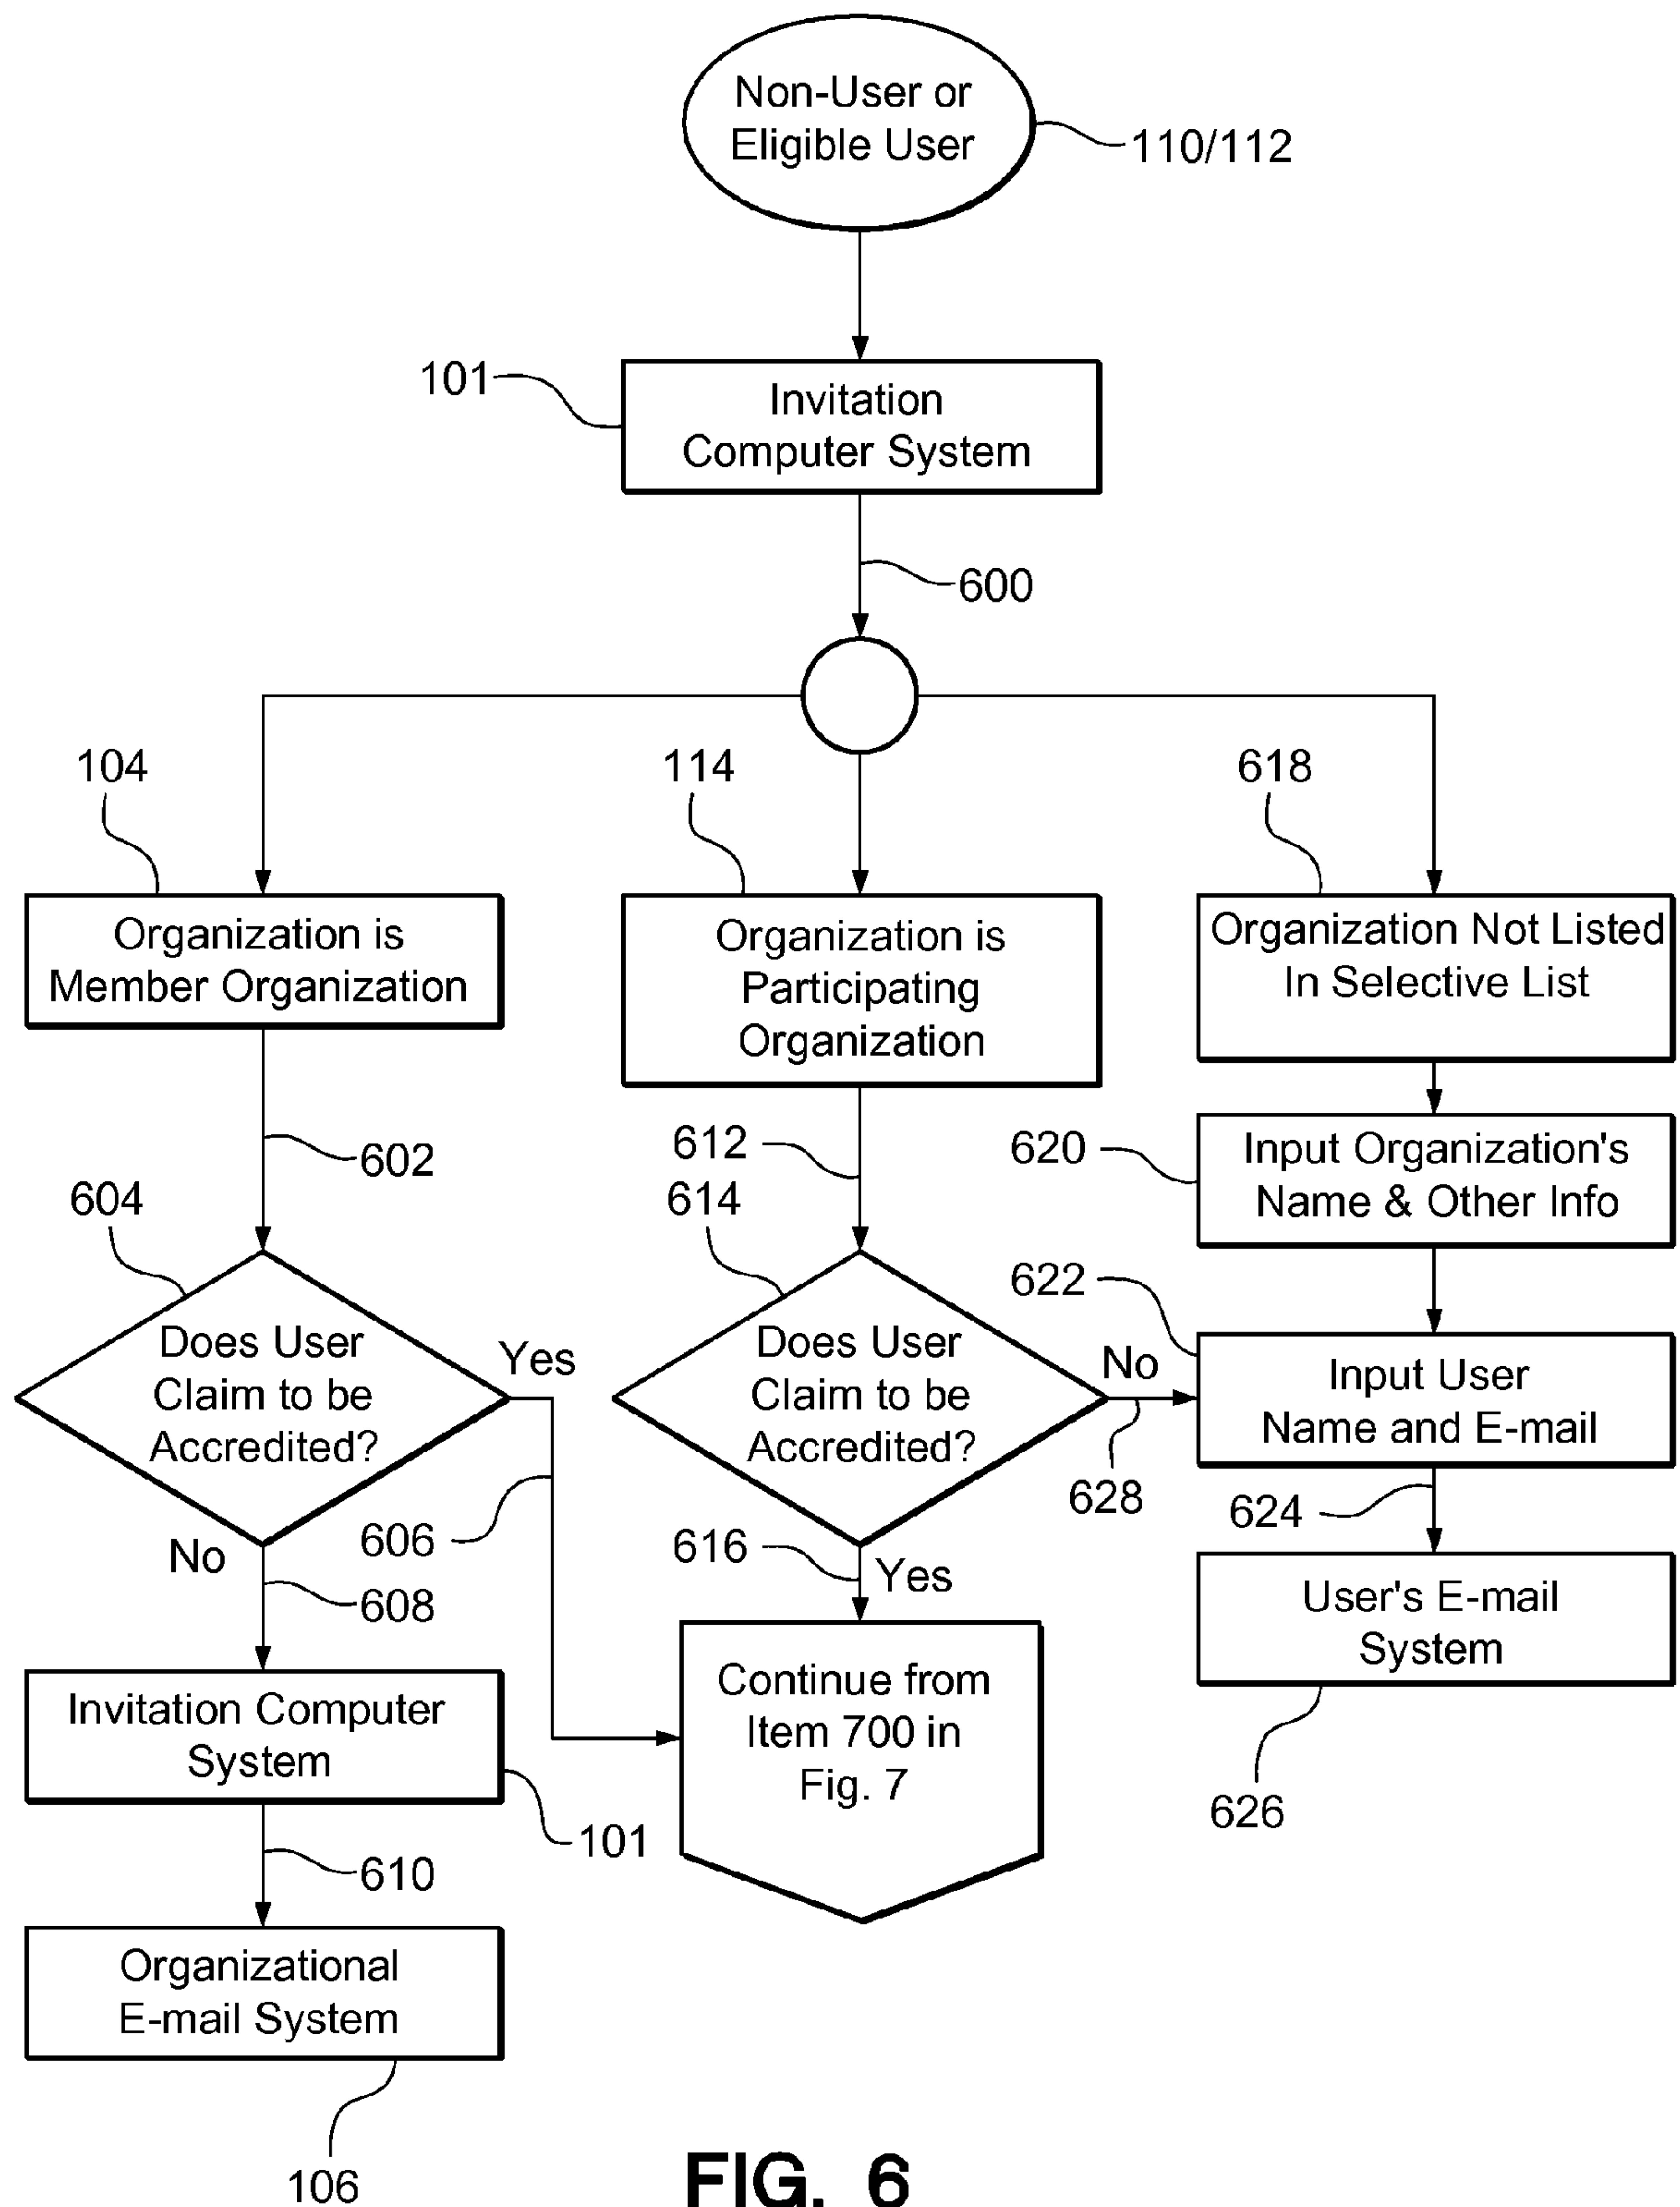 Non-User or
Eligible User
110/112
101
Invitation
Computer System
600
104
114
618
Organization is
Member Organization
Organization is
Participating
Organization
Organization Not Listed
In Selective List
602
612
620
Input Organization's
Name & Other Info
604
614
622
Does User
Claim to be
Accredited?
Yes
Does User
Claim to be
Accredited?
No
Input User
Name and E-mail
628
624
606
616
No
Yes
608
User's E-mail
System
Invitation Computer
System
Continue from
Item 700 in
Fig. 7
626
101
610
Organizational
E-mail System
106
FIG. 6